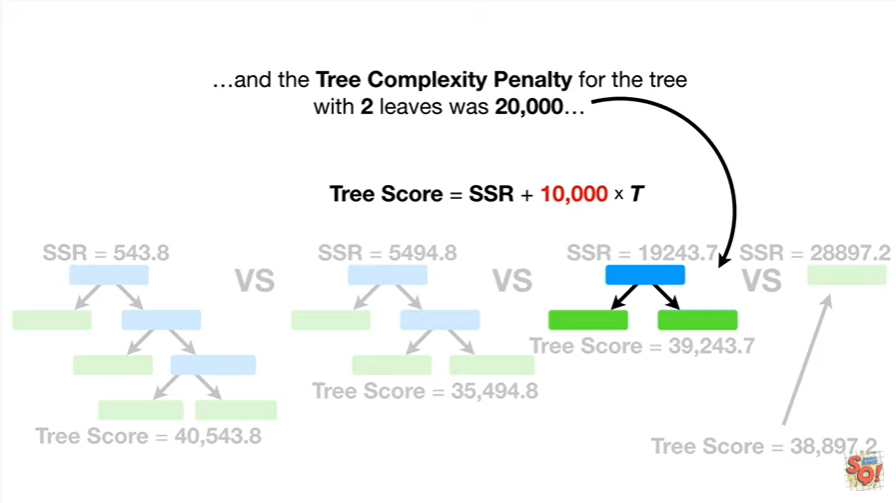 …and the Tree Complexity Penalty for the tree
with 2 leaves was 20,000…
Tree Score = SSR + 10,000 × T
SSR = 543.8
VS
SSR = 5494.8
VS
SSR = 19243.7
VS
SSR = 28897.2
Tree Score = 40,543.8
Tree Score = 35,494.8
Tree Score = 39,243.7
Tree Score = 38,897.2
SQ!